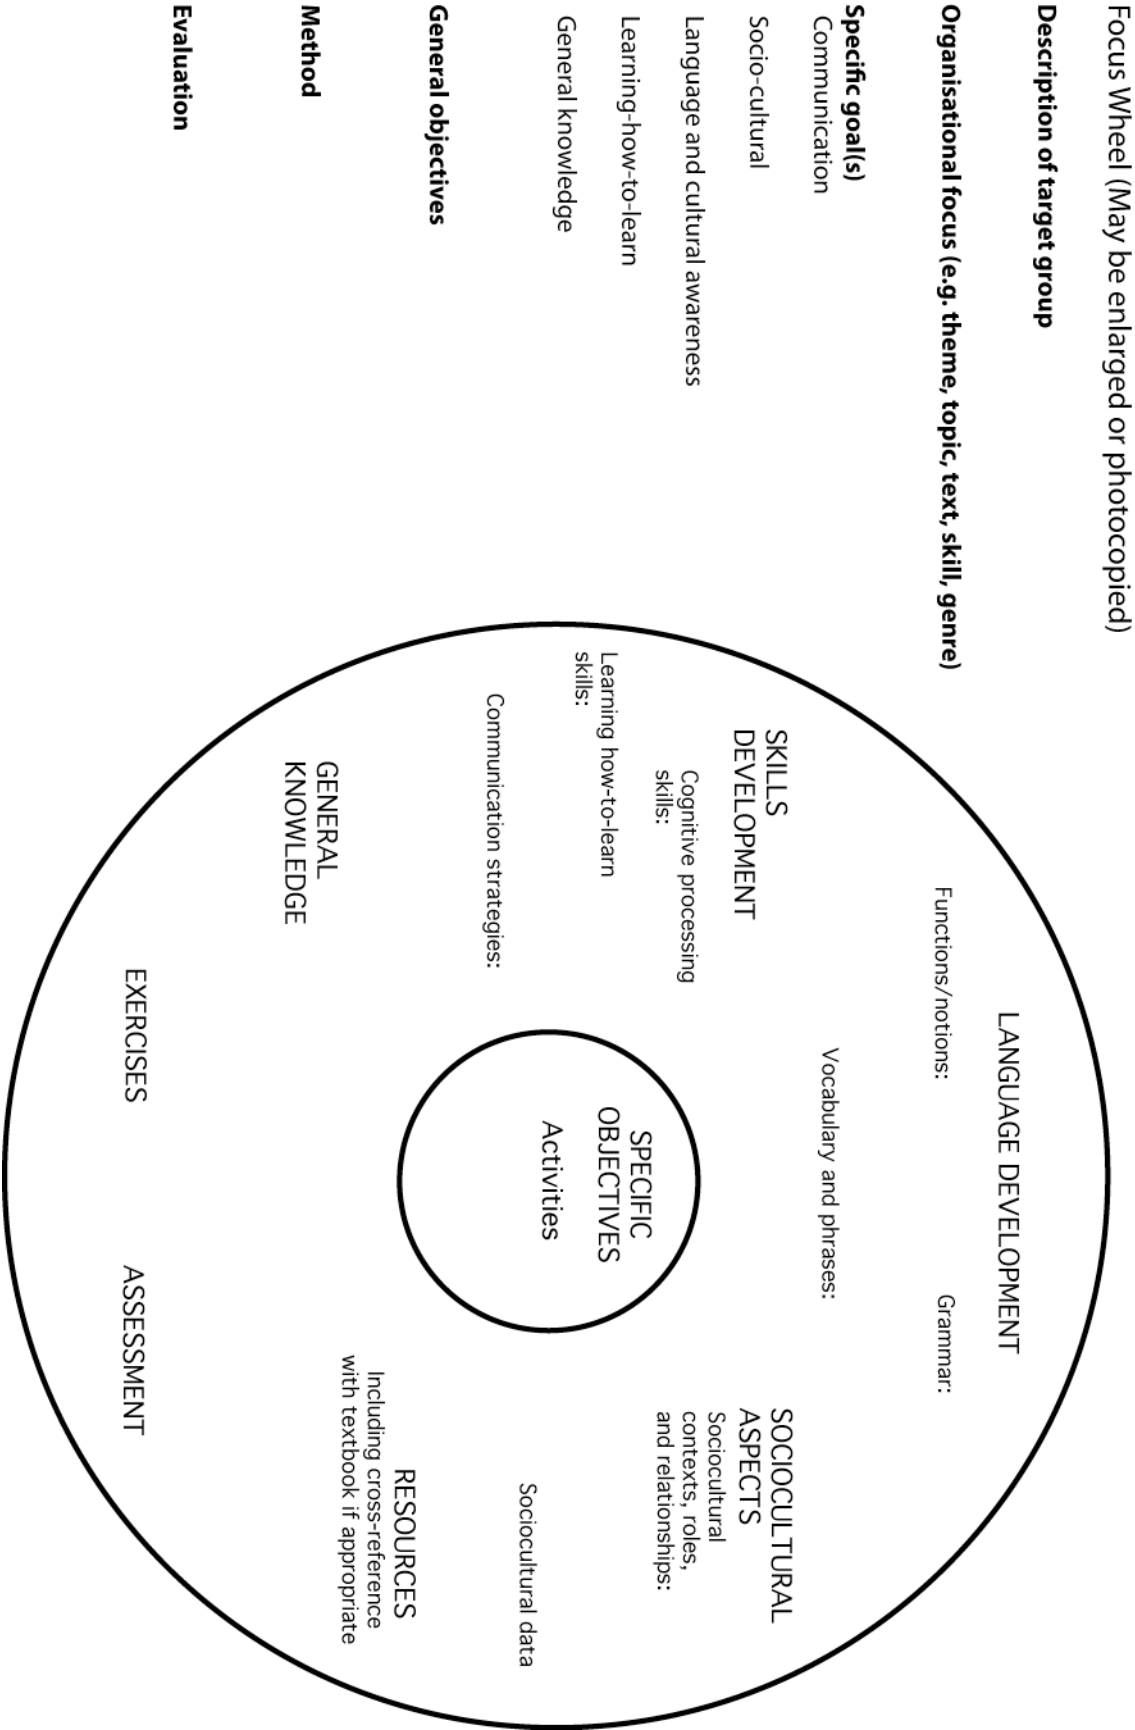 Focus Wheel (May be enlarged or photocopied)
Description of target group
Organisational focus (e.g. theme, topic, text, skill, genre)
Specific goal(s)
Communication
Socio-cultural
Language and cultural awareness
Learning-how-to-learn
General knowledge
General objectives
Method
Evaluation
LANGUAGE DEVELOPMENT
Functions/notions:
Grammar:
Vocabulary and phrases:
SKILLS
DEVELOPMENT
Cognitive processing
skills:
Learning how-to-learn
skills:
Communication strategies:
SPECIFIC
OBJECTIVES
Activities
SOCIOCULTURAL
ASPECTS
Sociocultural
contexts, roles,
and relationships:
Sociocultural data
GENERAL
KNOWLEDGE
RESOURCES
Including cross-reference
with textbook if appropriate
EXERCISES
ASSESSMENT